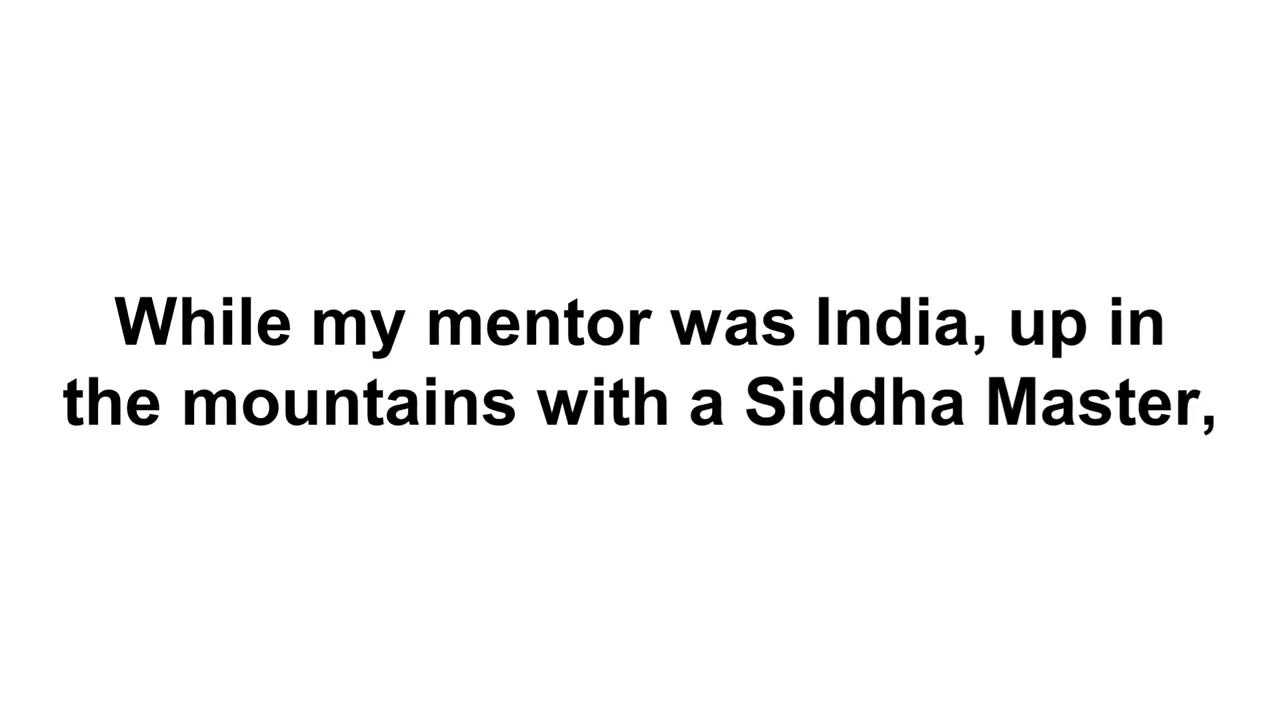 While my mentor was India, up in
the mountains with a Siddha Master,